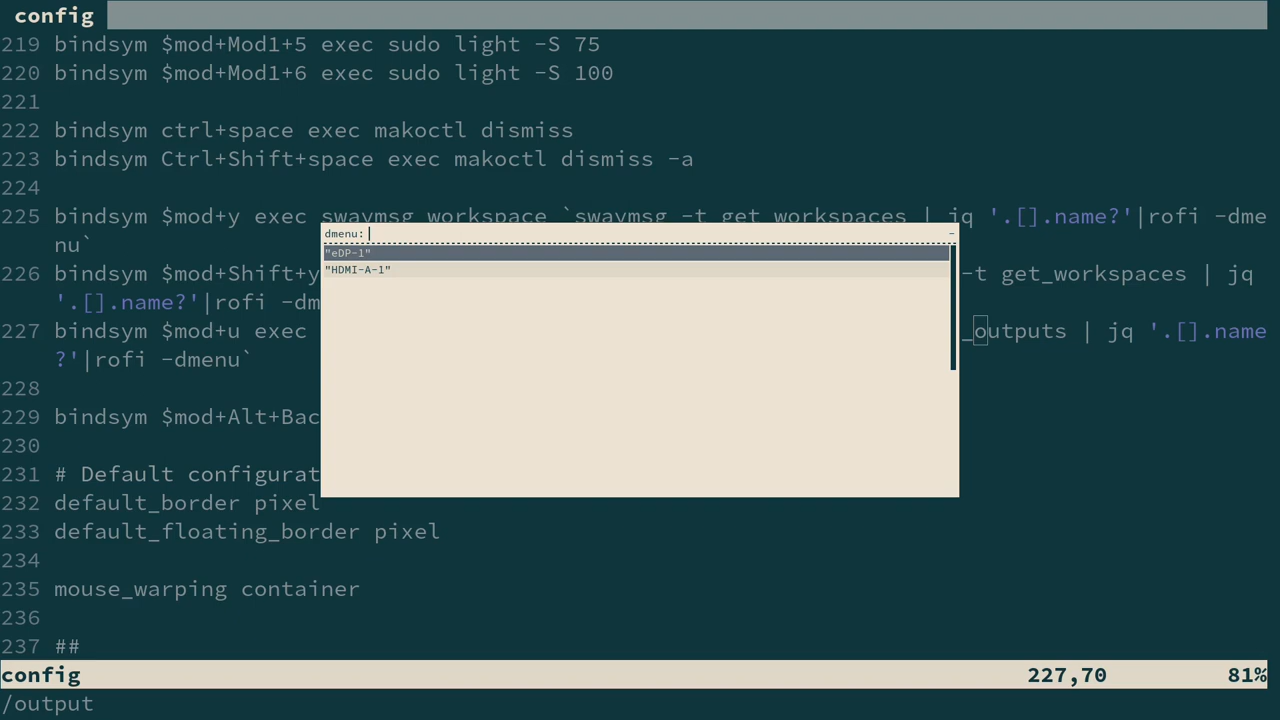 config
219 bindsym $mod+Mod1+5 exec sudo light -S 75
220 bindsym $mod+Mod1+6 exec sudo light -S 100
221
222 bindsym ctrl+space exec makoctl dismiss
223 bindsym Ctrl+Shift+space exec makoctl dismiss -a
224
225 bindsym $mod+y exec swaymsg workspace `swaymsg -t get_workspaces | jq '.[].name?'|rofi -dme
nu`
dmenu: -
"eDP-1"
"HDMI-A-1"
226 bindsym $mod+Shift+y -t get_workspaces | jq
'.[].name?'|rofi -dm
227 bindsym $mod+u exec _outputs | jq '.[].name
?'|rofi -dmenu`
228
229 bindsym $mod+Alt+Bac
230
231 # Default configurat
232 default_border pixel
233 default_floating_border pixel
234
235 mouse_warping container
236
237 ##
config 227,70 81%
/output